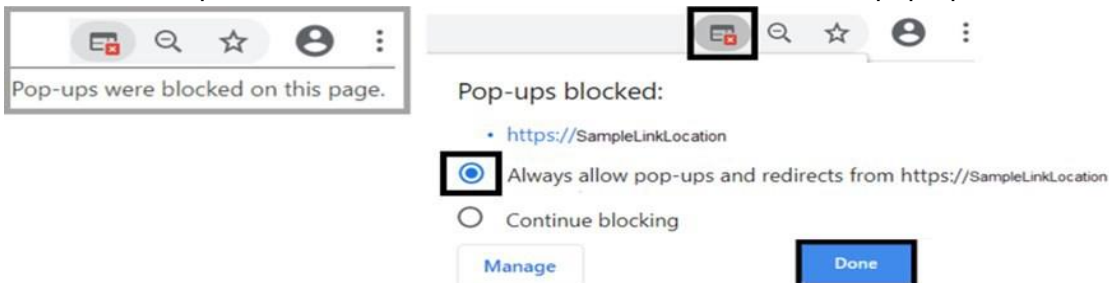 Pop-ups were blocked on this page.
Pop-ups blocked:
• https://SampleLinkLocation
Always allow pop-ups and redirects from https://SampleLinkLocation
Continue blocking
Manage
Done